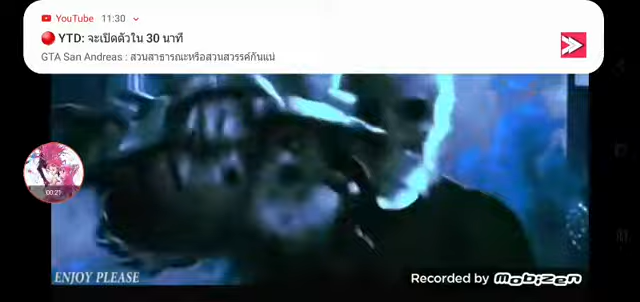 YouTube 11:30
YTD: จะเปิดตัวใน 30 นาที
GTA San Andreas : สวนสาธารณะหรือสวนสวรรค์กันแน่
00:21
ENJOY PLEASE
Recorded by mobizen